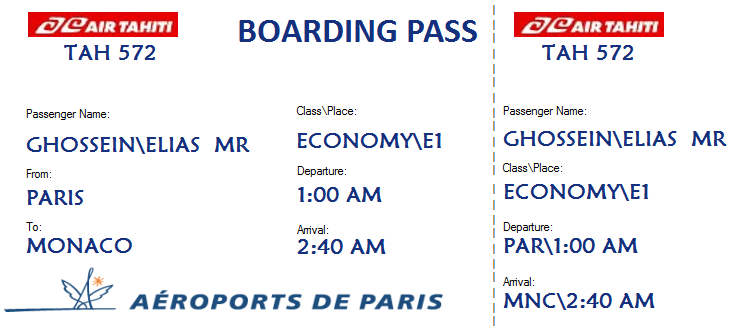 AIR TAHITI
TAH 572
BOARDING PASS
Passenger Name:
GHOSSEIN\ELIAS MR
Class\Place:
ECONOMY\E1
From:
PARIS
Departure:
1:00 AM
To:
MONACO
Arrival:
2:40 AM
AÉROPORTS DE PARIS
AIR TAHITI
TAH 572
Passenger Name:
GHOSSEIN\ELIAS MR
Class\Place:
ECONOMY\E1
Departure:
PAR\1:00 AM
Arrival:
MNC\2:40 AM